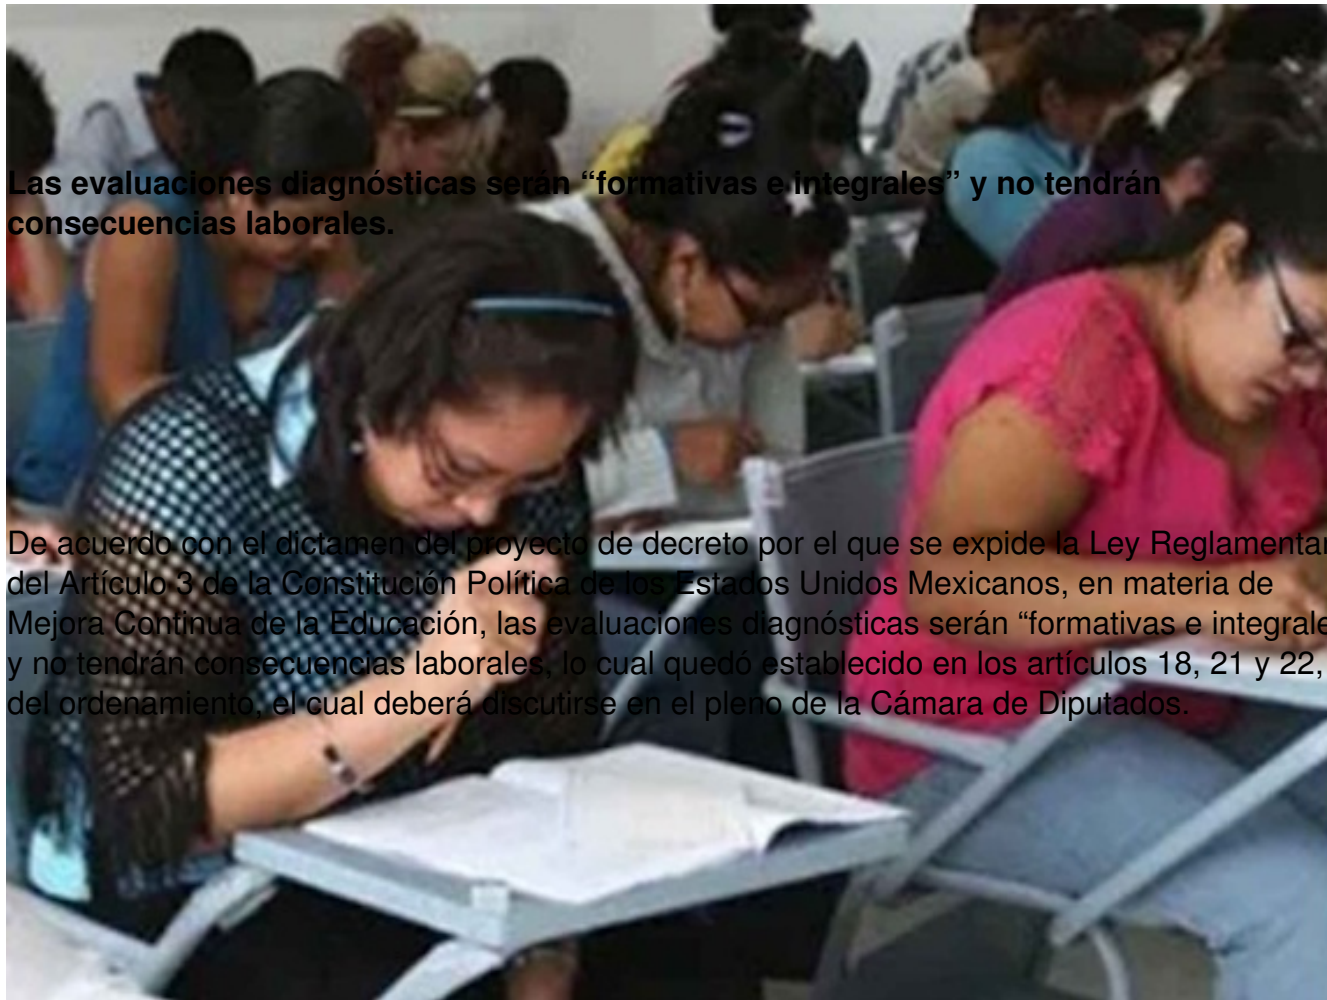 Las evaluaciones diagnósticas serán “formativas e integrales” y no tendrán
consecuencias laborales.
De acuerdo con el dictamen del proyecto de decreto por el que se expide la Ley Reglamentar
del Artículo 3 de la Constitución Política de los Estados Unidos Mexicanos, en materia de
Mejora Continua de la Educación, las evaluaciones diagnósticas serán “formativas e integrale
y no tendrán consecuencias laborales, lo cual quedó establecido en los artículos 18, 21 y 22,
del ordenamiento, el cual deberá discutirse en el pleno de la Cámara de Diputados.